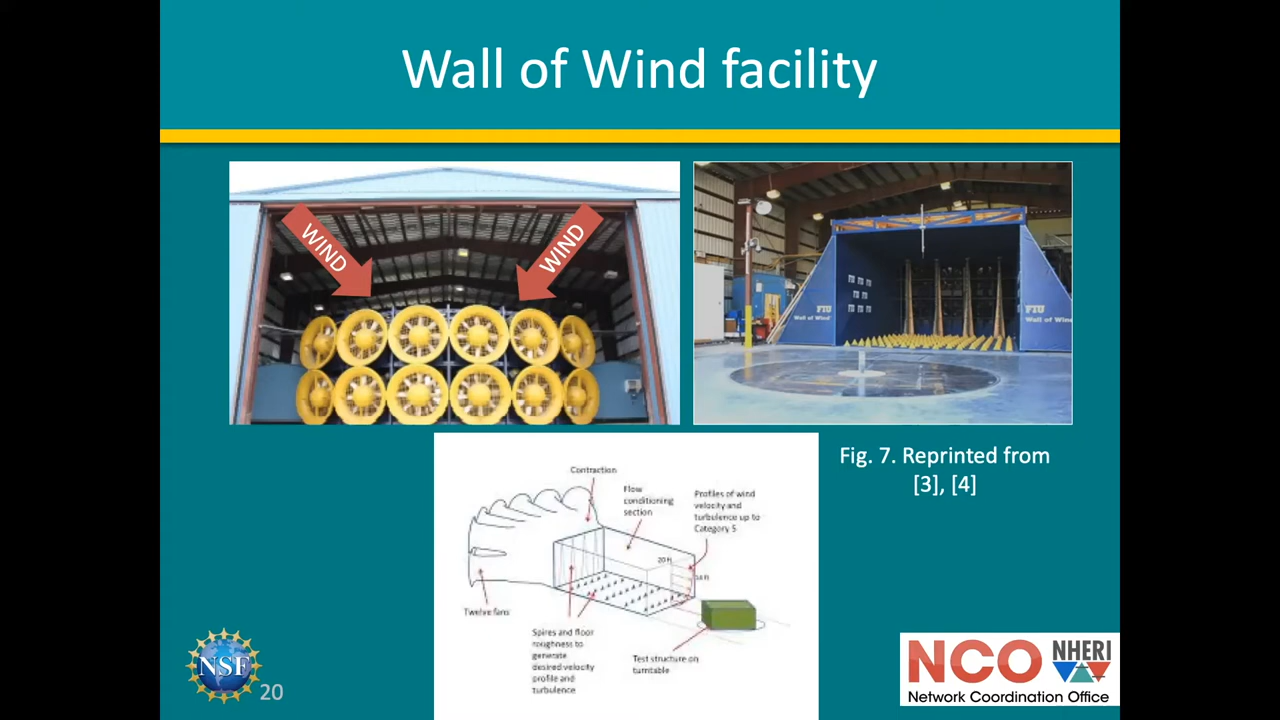 Wall of Wind facility
WIND
WIND
FIU
Wall of Wind
FIU
Wall of Wind
Fig. 7. Reprinted from
[3], [4]
Contraction
Flow
conditioning
section
Profiles of wind
velocity and
turbulence up to
Category 5
20 ft
14 ft
Twelve fans
Spires and floor
roughness to
generate
desired velocity
profile and
turbulence
Test structure on
turntable
NSF
20
NCO
NHERI
Network Coordination Office